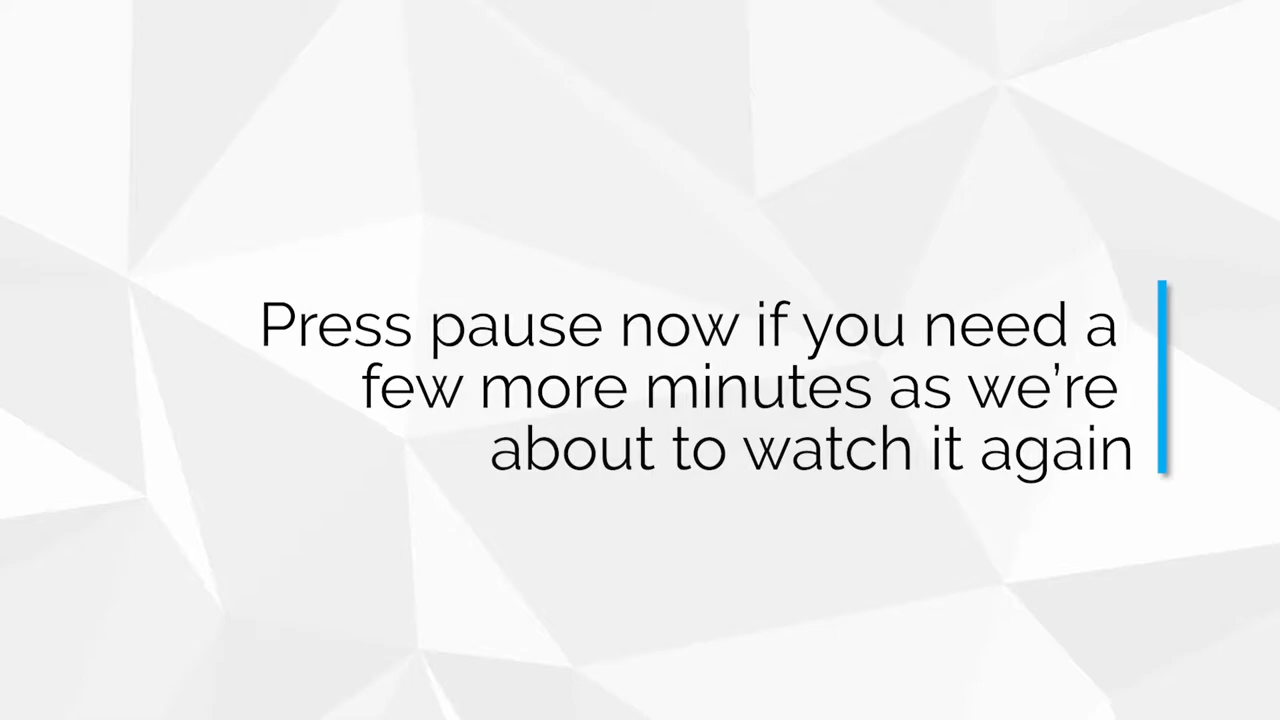 Press pause now if you need a
few more minutes as we’re
about to watch it again